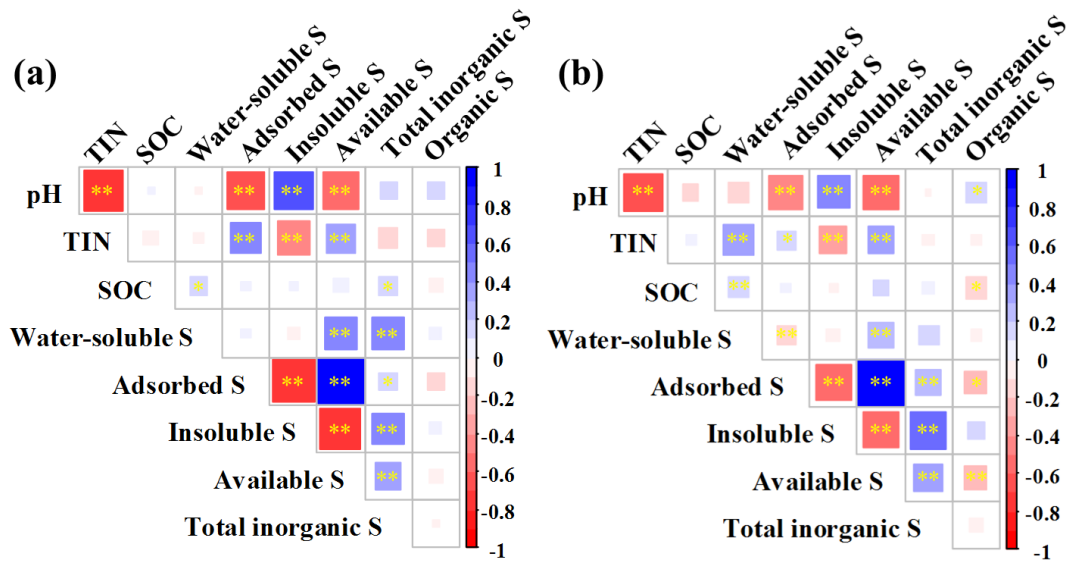 (a)
TIN
SOC
Water-soluble S
Adsorbed S
Insoluble S
Available S
Total inorganic S
Organic S
pH ** ** ** **
TIN ** ** **
SOC * *
Water-soluble S ** **
Adsorbed S ** ** *
Insoluble S ** **
Available S **
Total inorganic S
1
0.8
0.6
0.4
0.2
0
-0.2
-0.4
-0.6
-0.8
-1
(b)
TIN
SOC
Water-soluble S
Adsorbed S
Insoluble S
Available S
Total inorganic S
Organic S
pH ** ** ** ** *
TIN ** * ** **
SOC ** *
Water-soluble S ** **
Adsorbed S ** ** ** *
Insoluble S ** **
Available S ** **
Total inorganic S
1
0.8
0.6
0.4
0.2
0
-0.2
-0.4
-0.6
-0.8
-1